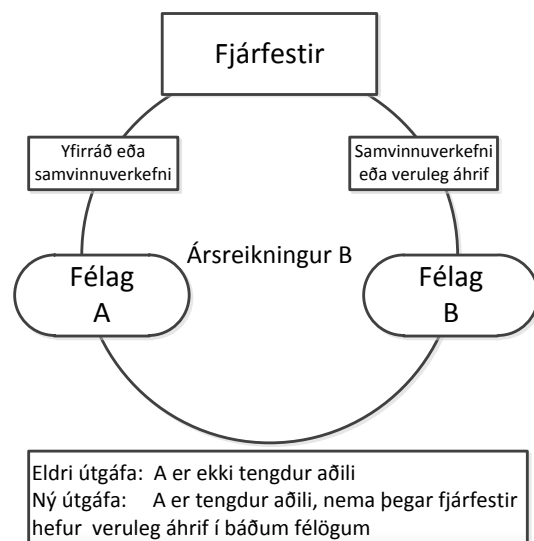 Fjárfestir
Yfirráð eða
samvinnuverkefni
Samvinnuverkefni
eða veruleg áhrif
Ársreikningur B
Félag
A
Félag
B
Eldri útgáfa: A er ekki tengdur aðili
Ný útgáfa: A er tengdur aðili, nema þegar fjárfestir
hefur veruleg áhrif í báðum félögum